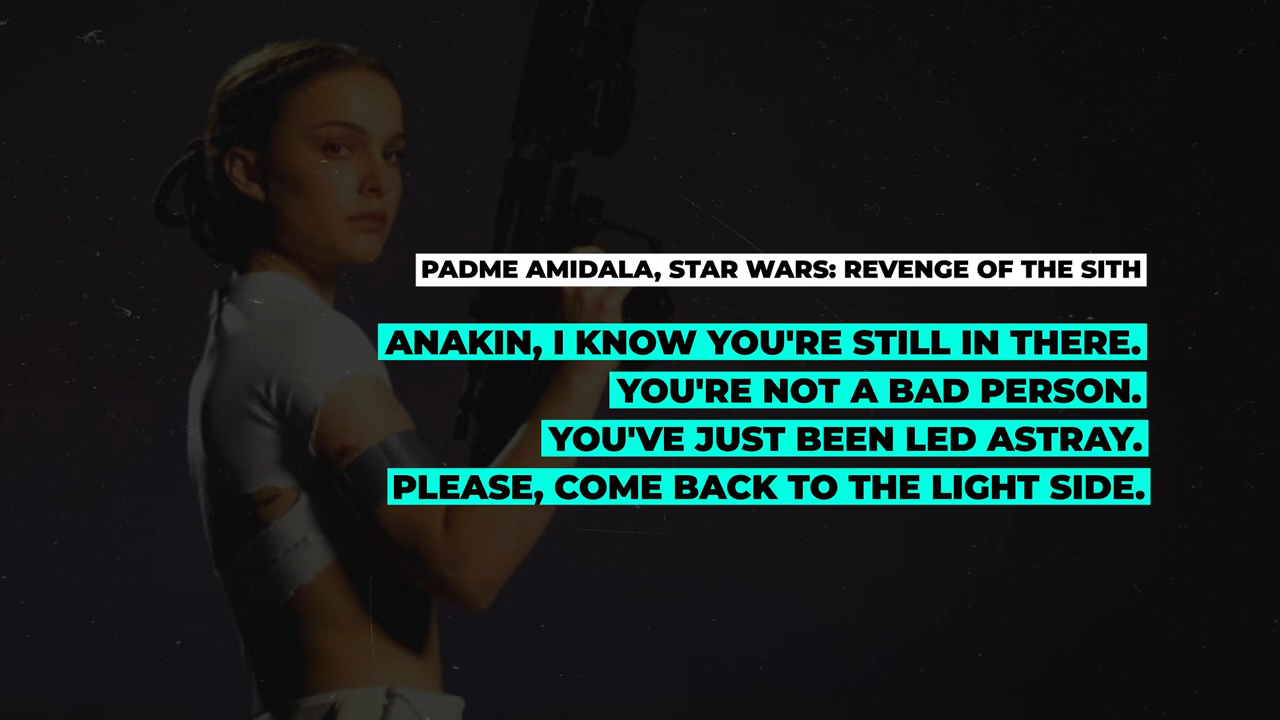 PADME AMIDALA, STAR WARS: REVENGE OF THE SITH
ANAKIN, I KNOW YOU'RE STILL IN THERE.
YOU'RE NOT A BAD PERSON.
YOU'VE JUST BEEN LED ASTRAY.
PLEASE, COME BACK TO THE LIGHT SIDE.